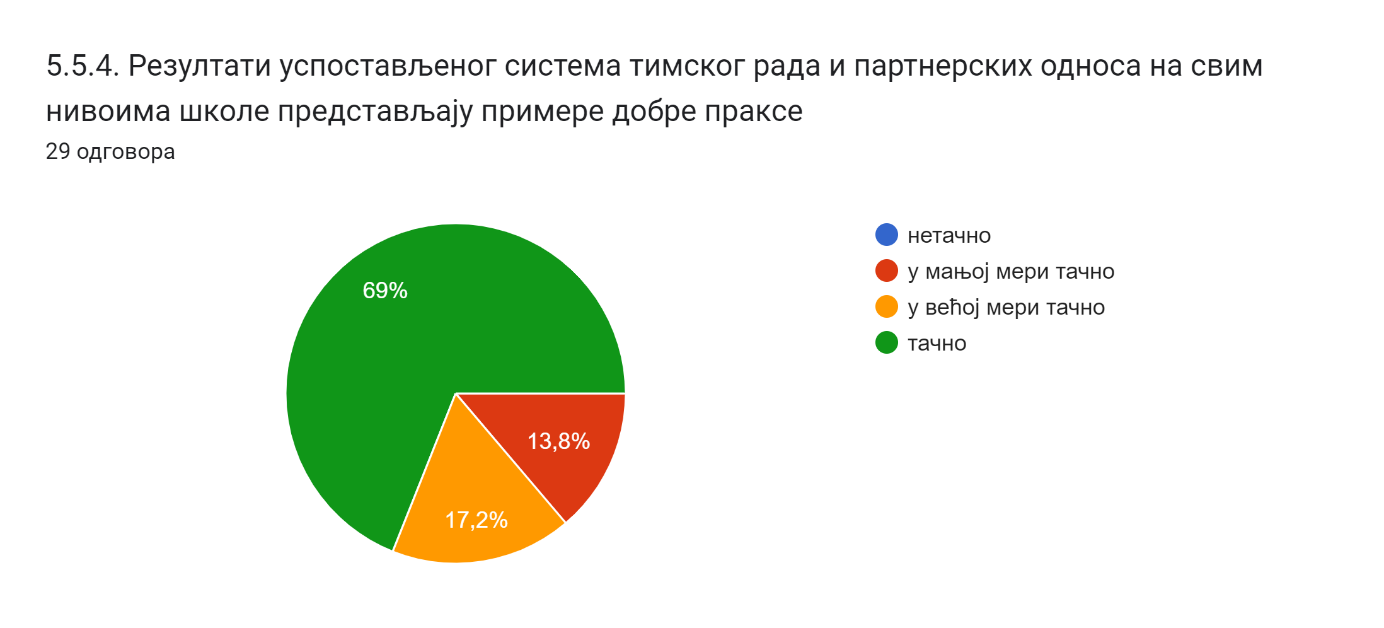 5.5.4. Резултати успостављеног система тимског рада и партнерских односа на свим
нивоима школе представљају примере добре праксе
29 одговора
69%
13,8%
17,2%
нетачно
у мањој мери тачно
у већој мери тачно
тачно